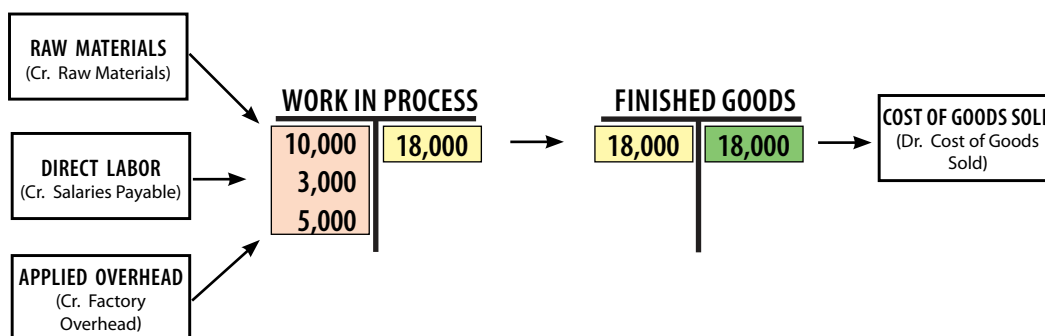 RAW MATERIALS
(Cr. Raw Materials)
DIRECT LABOR
(Cr. Salaries Payable)
APPLIED OVERHEAD
(Cr. Factory
Overhead)
WORK IN PROCESS
10,000 18,000
3,000
5,000
FINISHED GOODS
18,000 18,000
COST OF GOODS SOLD
(Dr. Cost of Goods
Sold)